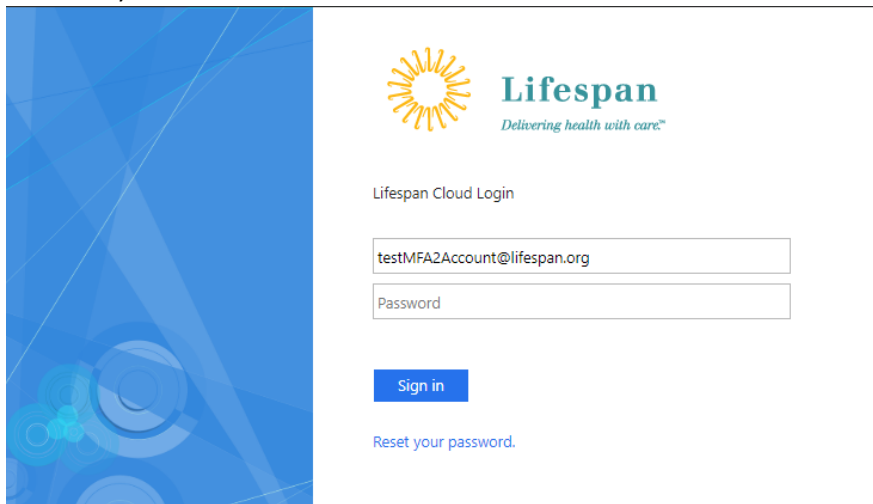 Lifespan
Delivering health with care.™
Lifespan Cloud Login
testMFA2Account@lifespan.org
Password
Sign in
Reset your password.